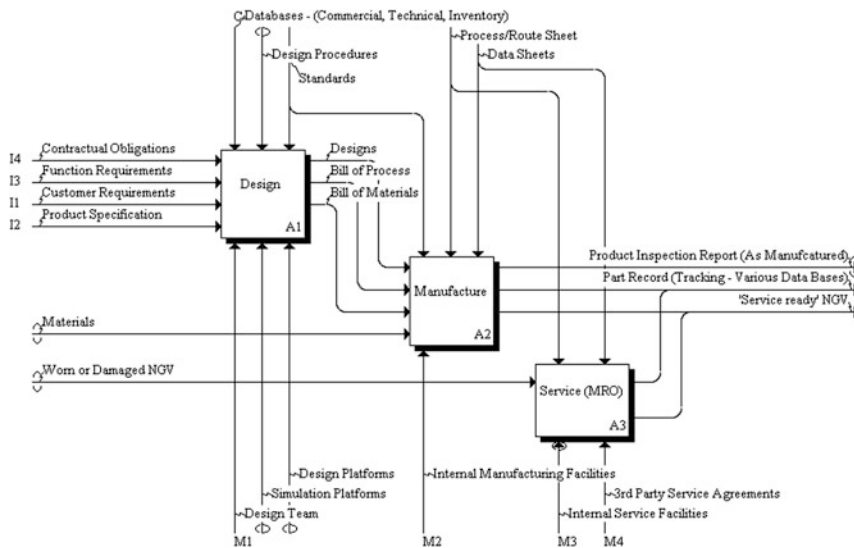 Databases - (Commercial, Technical, Inventory)
Process/Route Sheet
Design Procedures
Data Sheets
Standards
I4
Contractual Obligations
Designs
I3
Function Requirements
Design
Bill of Process
I1
Customer Requirements
Bill of Materials
I2
Product Specification
A1
Product Inspection Report (As Manufcatured)
Part Record (Tracking - Various Data Bases)
Manufacture
'Service ready' NGV
Materials
A2
Worn or Damaged NGV
Service (MRO)
A3
Design Platforms
Internal Manufacturing Facilities
Simulation Platforms
3rd Party Service Agreements
Design Team
Internal Service Facilities
M1
M2
M3
M4